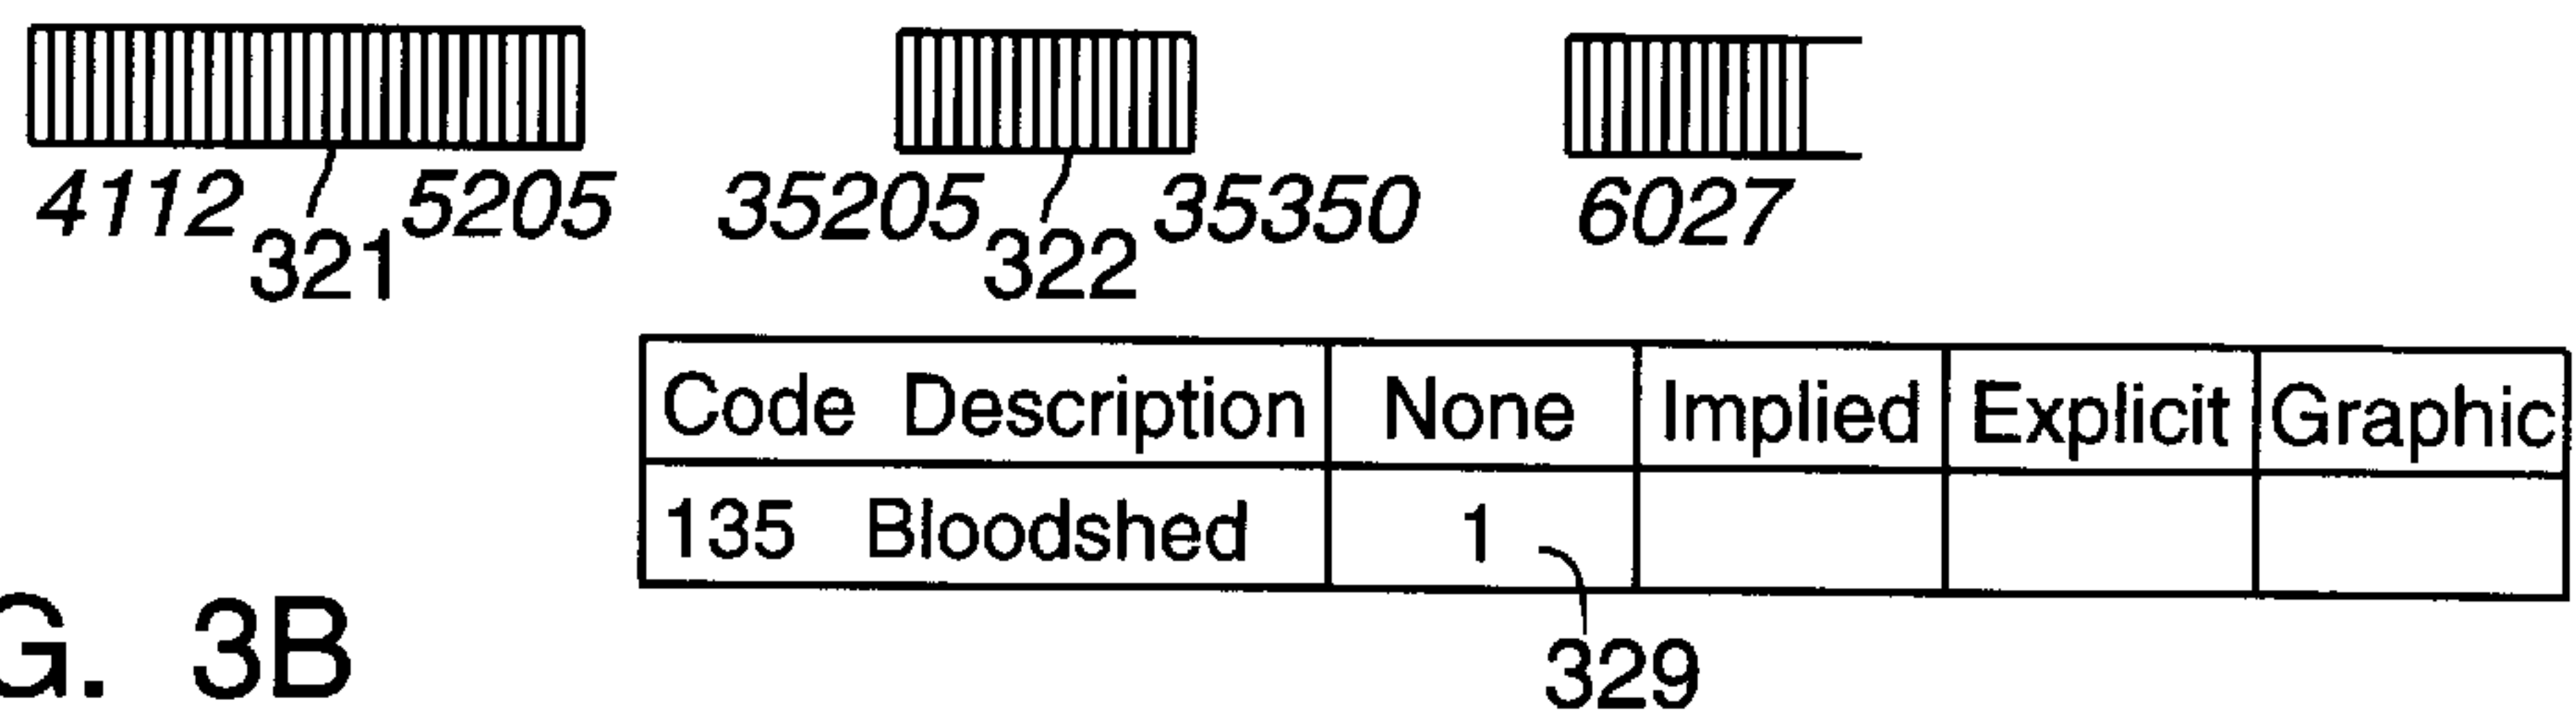 4112 321 5205 35205 322 35350 6027
Code Description None Implied Explicit Graphic
135 Bloodshed 1
329
G. 3B